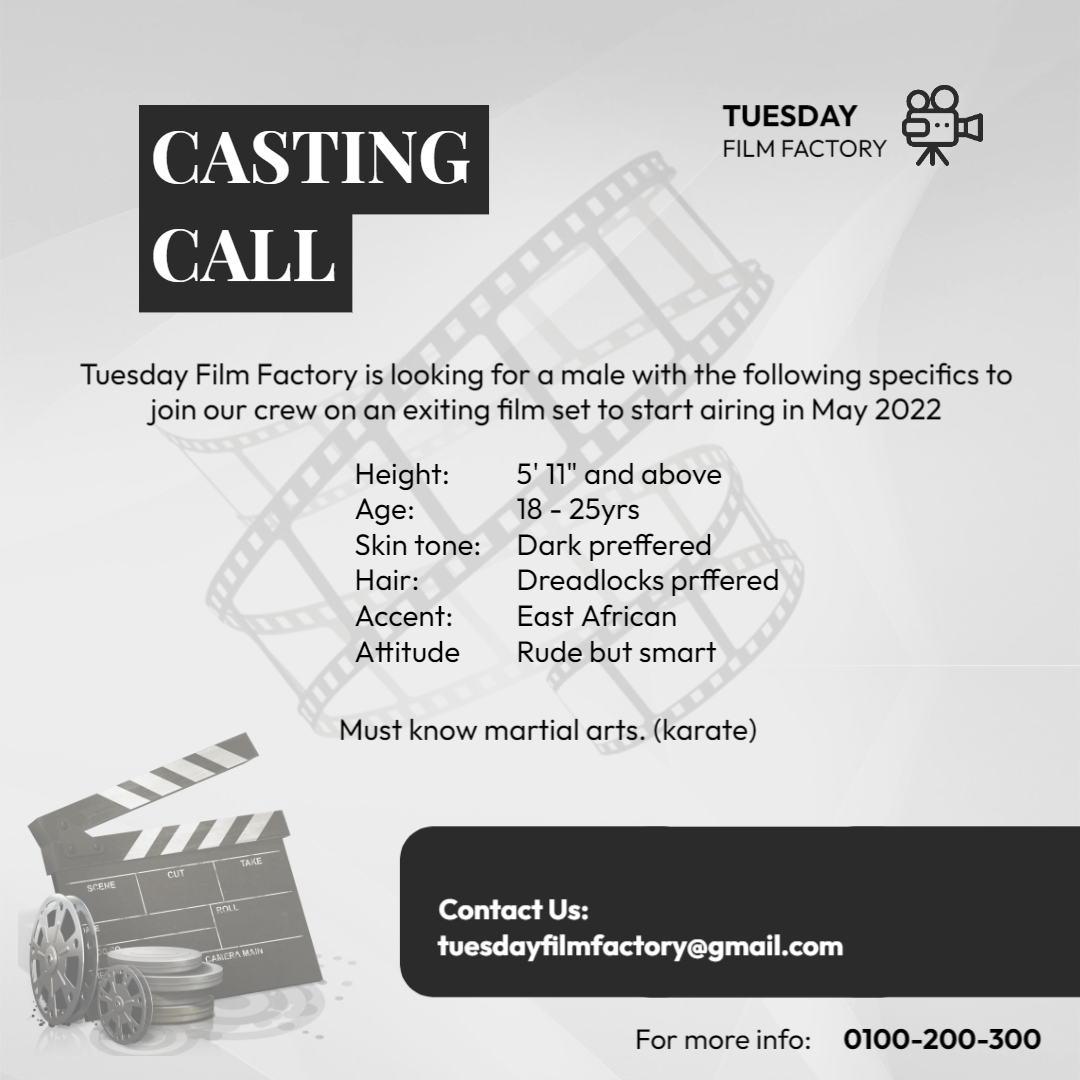 CASTING
CALL
TUESDAY
FILM FACTORY
Tuesday Film Factory is looking for a male with the following specifics to
join our crew on an exiting film set to start airing in May 2022
Height: 5' 11" and above
Age: 18 - 25yrs
Skin tone: Dark preffered
Hair: Dreadlocks prffered
Accent: East African
Attitude Rude but smart
Must know martial arts. (karate)
SCENE CUT TAKE
ROLL
CAMERA MAIN
Contact Us:
tuesdayfilmfactory@gmail.com
For more info: 0100-200-300